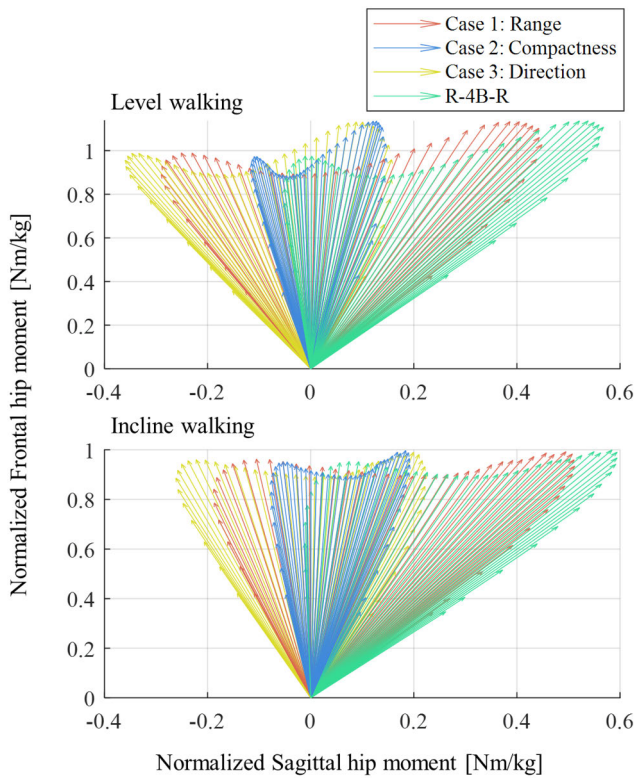 Case 1: Range
Case 2: Compactness
Case 3: Direction
R-4B-R
Level walking
1
0.8
0.6
0.4
0.2
0
-0.4 -0.2 0 0.2 0.4 0.6
Incline walking
1
0.8
0.6
0.4
0.2
0
-0.4 -0.2 0 0.2 0.4 0.6
Normalized Frontal hip moment [Nm/kg]
Normalized Sagittal hip moment [Nm/kg]